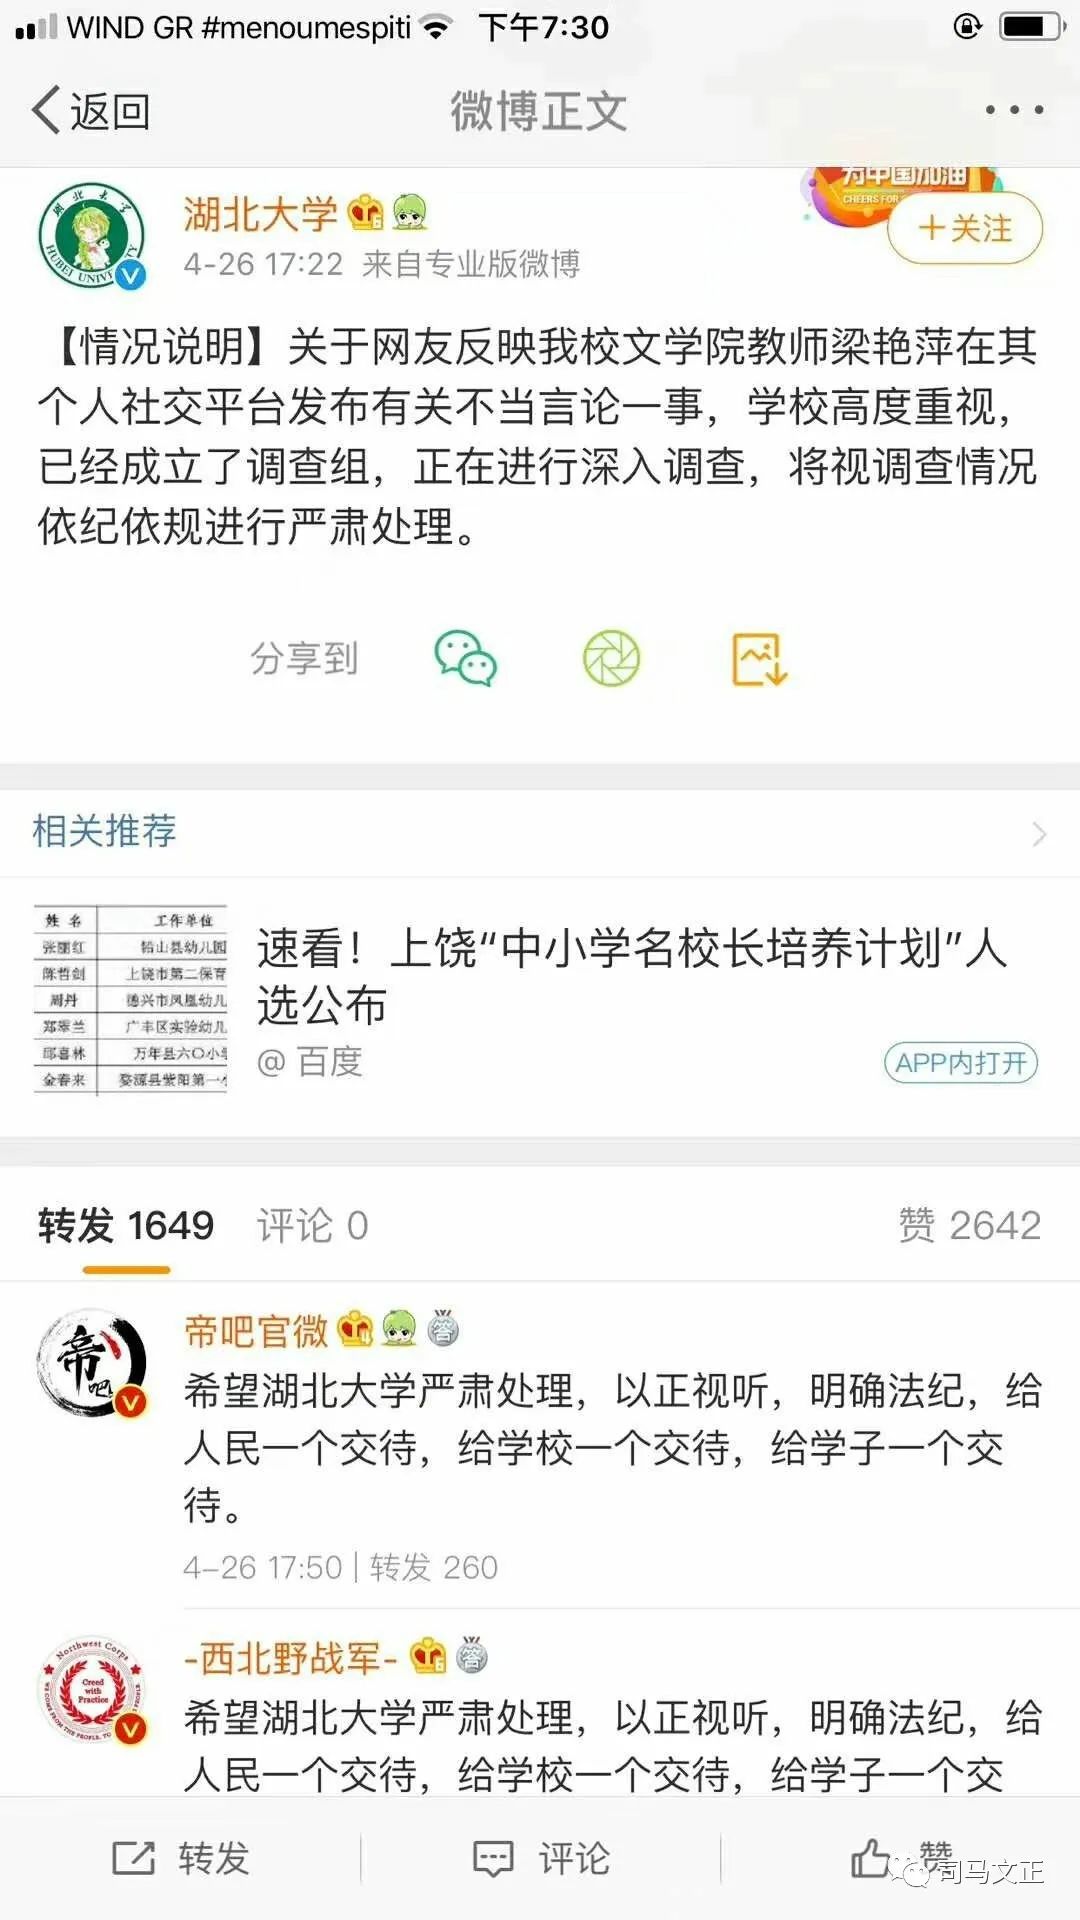 WIND GR #menoumespiti 下午7:30
返回 微博正文
为中国加油
CHEERS FOR
湖北大学
＋关注
4-26 17:22 来自专业版微博
【情况说明】关于网友反映我校文学院教师梁艳萍在其
个人社交平台发布有关不当言论一事，学校高度重视，
已经成立了调查组，正在进行深入调查，将视调查情况
依纪依规进行严肃处理。
分享到
相关推荐
姓 名 工作单位
张丽红 铅山县幼儿园
陈哲剑 上饶市第二保育
周丹 德兴市凤凰幼儿
郑翠兰 广丰区实验幼儿
邱喜林 万年县六〇小学
金春来 婺源县紫阳第一小
速看！上饶“中小学名校长培养计划”人
选公布
@ 百度
APP内打开
转发 1649 评论 0 赞 2642
帝吧
帝吧官微
希望湖北大学严肃处理，以正视听，明确法纪，给
人民一个交待，给学校一个交待，给学子一个交
待。
4-26 17:50 | 转发 260
Northwest Corps
Creed
with
Practice
-西北野战军-
希望湖北大学严肃处理，以正视听，明确法纪，给
人民一个交待，给学校一个交待，给学子一个交
转发 评论 赞
司马文正